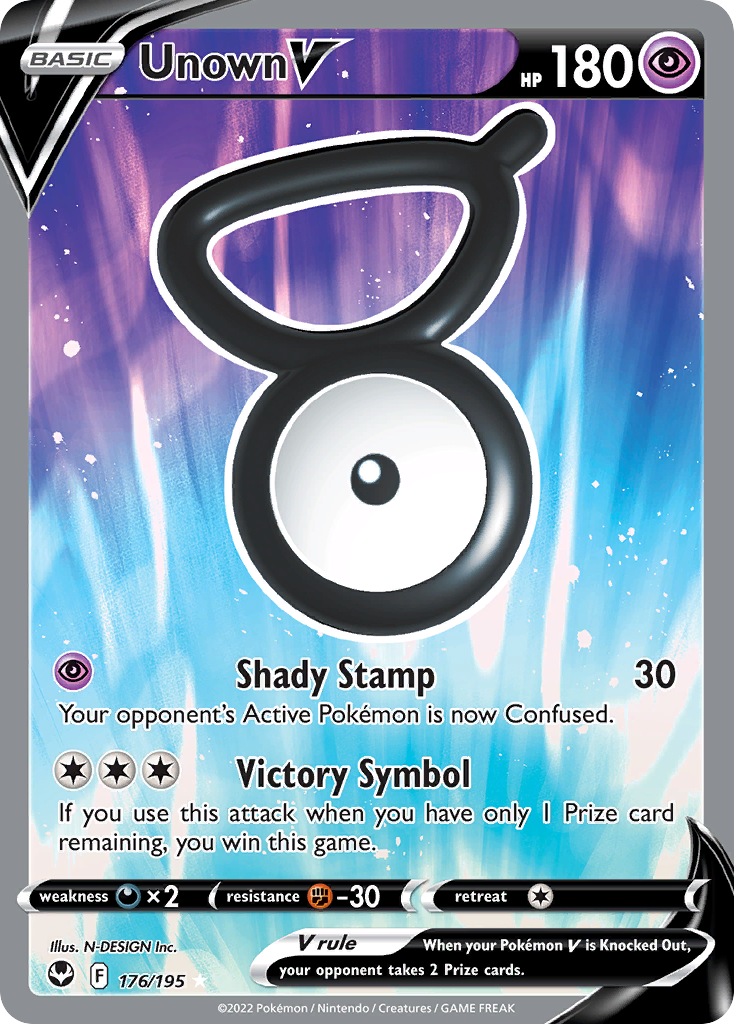 BASIC
Unown V
HP 180
Shady Stamp 30
Your opponent's Active Pokémon is now Confused.
Victory Symbol
If you use this attack when you have only 1 Prize card
remaining, you win this game.
weakness ×2 resistance -30 retreat
Illus. N-DESIGN Inc.
F 176/195
V rule When your Pokémon V is Knocked Out,
your opponent takes 2 Prize cards.
©2022 Pokémon / Nintendo / Creatures / GAME FREAK